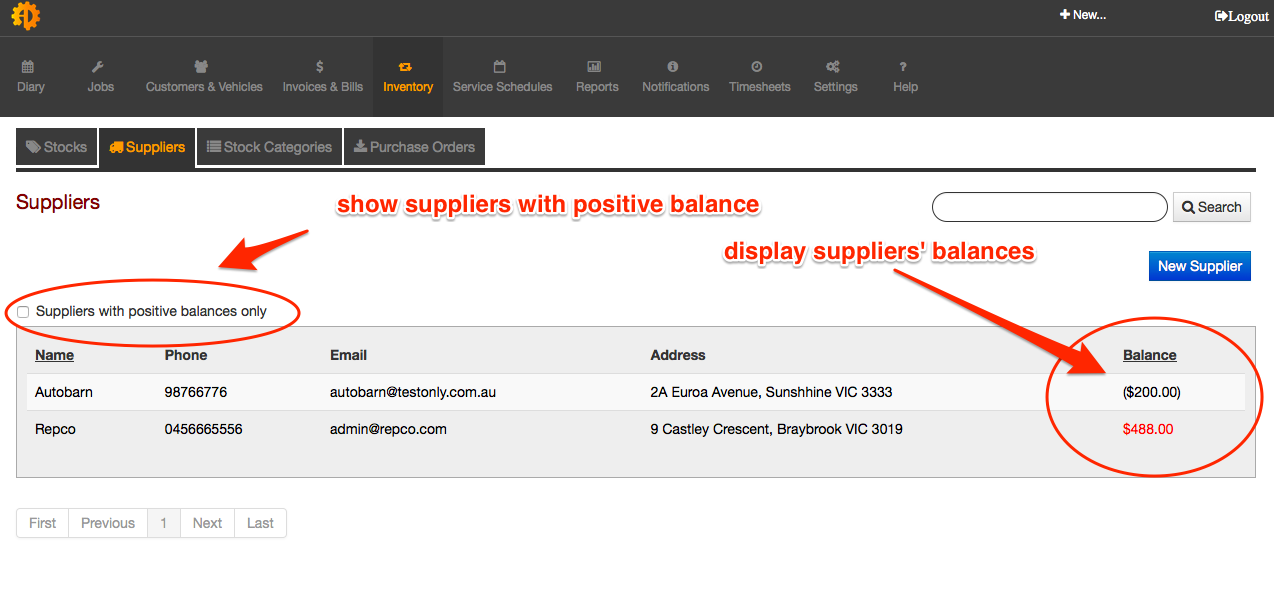 New... Logout
Diary Jobs Customers & Vehicles Invoices & Bills Inventory Service Schedules Reports Notifications Timesheets Settings Help
Stocks Suppliers Stock Categories Purchase Orders
Suppliers
show suppliers with positive balance
Search
display suppliers' balances
New Supplier
Suppliers with positive balances only
Name Phone Email Address Balance
Autobarn 98766776 autobarn@testonly.com.au 2A Euroa Avenue, Sunshhine VIC 3333 ($200.00)
Repco 0456665556 admin@repco.com 9 Castley Crescent, Braybrook VIC 3019 $488.00
First Previous 1 Next Last